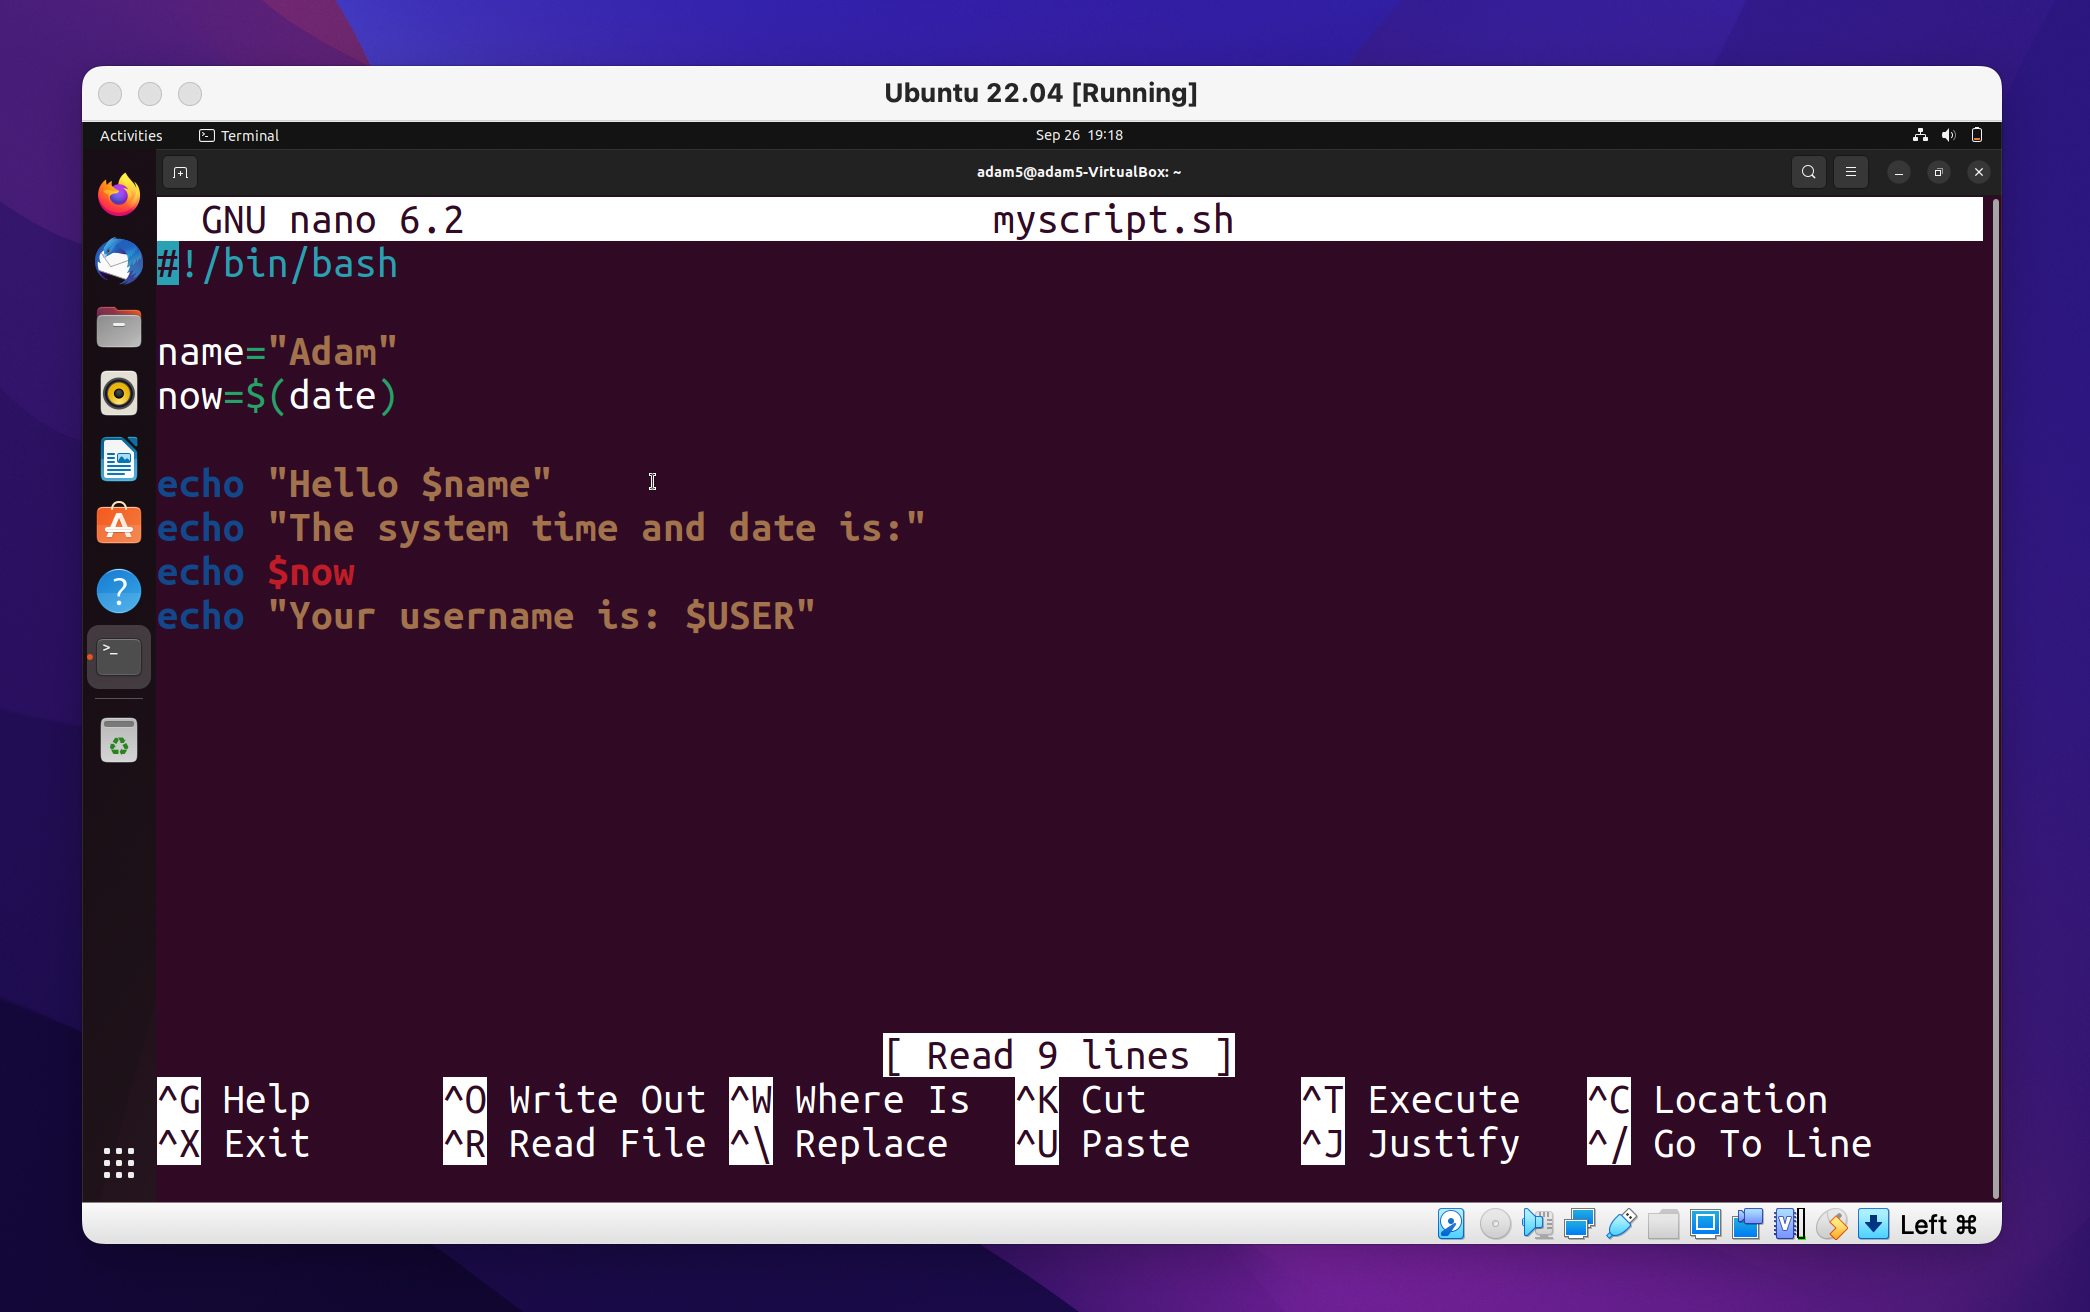 Ubuntu 22.04 [Running]
Activities Terminal Sep 26 19:18
adam5@adam5-VirtualBox: ~
GNU nano 6.2 myscript.sh
#!/bin/bash
name="Adam"
now=$(date)
echo "Hello $name"
echo "The system time and date is:"
echo $now
echo "Your username is: $USER"
[ Read 9 lines ]
^G Help ^O Write Out ^W Where Is ^K Cut ^T Execute ^C Location
^X Exit ^R Read File ^\ Replace ^U Paste ^J Justify ^/ Go To Line
Left ⌘